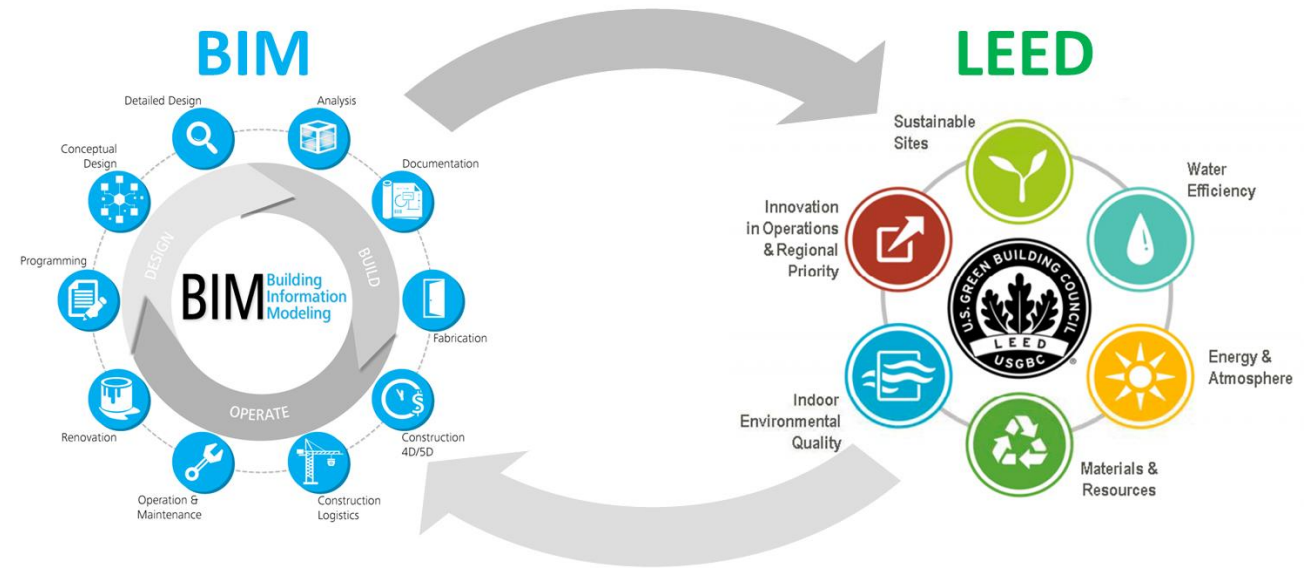 BIM
Detailed Design
Analysis
Conceptual
Design
Documentation
Programming
DESIGN
BUILD
OPERATE
BIM
Building
Information
Modeling
Fabrication
Renovation
Construction
4D/5D
Operation &
Maintenance
Construction
Logistics
LEED
Sustainable
Sites
Water
Efficiency
Innovation
in Operations
& Regional
Priority
U.S. GREEN BUILDING COUNCIL
LEED
USGBC
®
Energy &
Atmosphere
Indoor
Environmental
Quality
Materials &
Resources
$